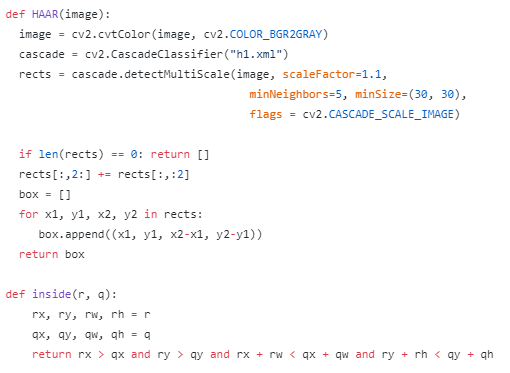 def HAAR(image):
  image = cv2.cvtColor(image, cv2.COLOR_BGR2GRAY)
  cascade = cv2.CascadeClassifier("h1.xml")
  rects = cascade.detectMultiScale(image, scaleFactor=1.1,
                                     minNeighbors=5, minSize=(30, 30),
                                     flags = cv2.CASCADE_SCALE_IMAGE)

  if len(rects) == 0: return []
  rects[:,2:] += rects[:,:2]
  box = []
  for x1, y1, x2, y2 in rects:
     box.append((x1, y1, x2-x1, y2-y1))
  return box

def inside(r, q):
    rx, ry, rw, rh = r
    qx, qy, qw, qh = q
    return rx > qx and ry > qy and rx + rw < qx + qw and ry + rh < qy + qh